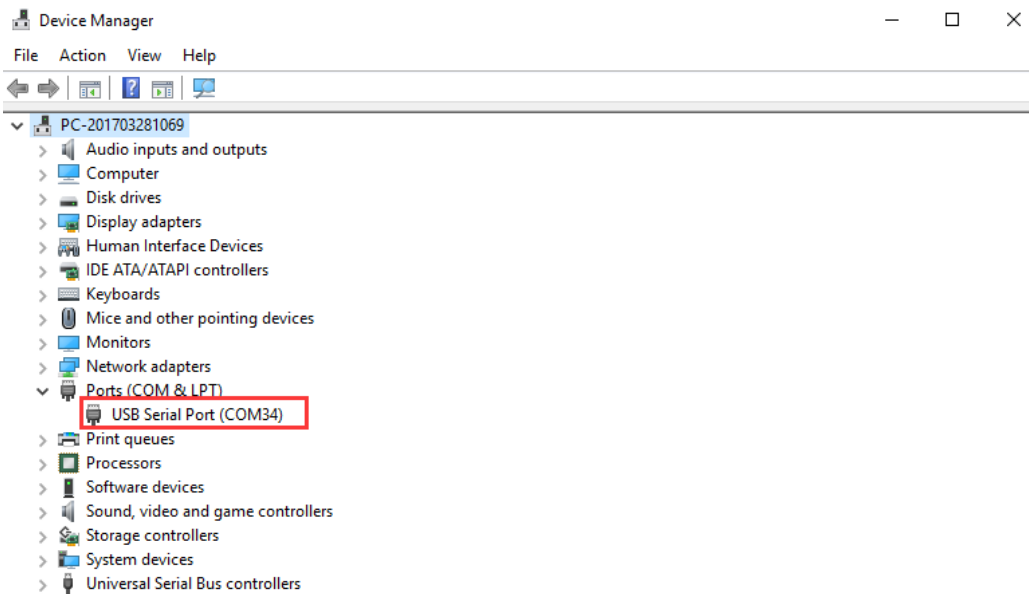 Device Manager
File Action View Help
PC-201703281069
Audio inputs and outputs
Computer
Disk drives
Display adapters
Human Interface Devices
IDE ATA/ATAPI controllers
Keyboards
Mice and other pointing devices
Monitors
Network adapters
Ports (COM & LPT)
USB Serial Port (COM34)
Print queues
Processors
Software devices
Sound, video and game controllers
Storage controllers
System devices
Universal Serial Bus controllers